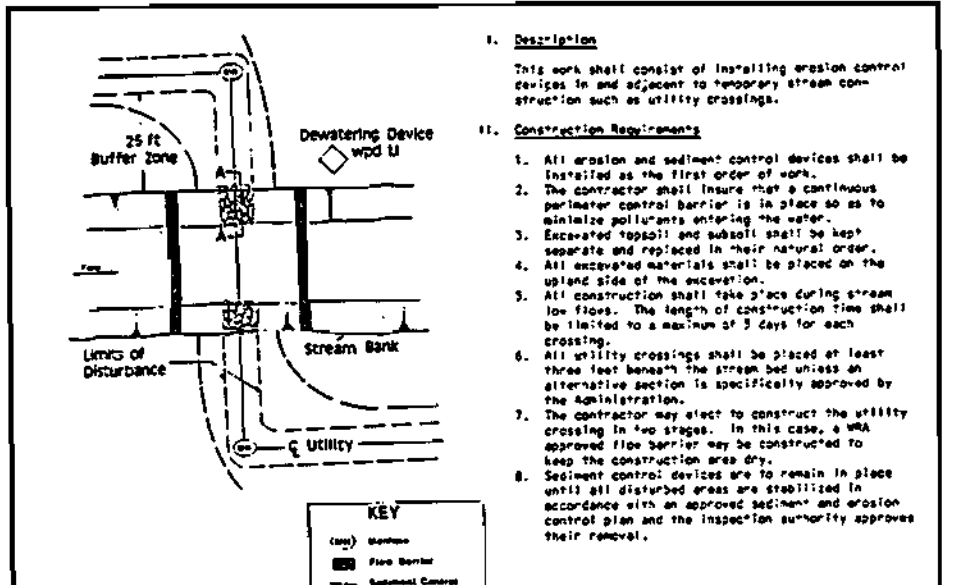 25 ft
Buffer Zone
Dewatering Device
wpd U
A
A
Flow
Limits of
Disturbance
Stream Bank
℄ Utility
KEY
(MH) Manhole
Flow Barrier
Sediment Control
I. Description
This work shall consist of installing erosion control
devices in and adjacent to temporary stream con-
struction such as utility crossings.
II. Construction Requirements
1. All erosion and sediment control devices shall be
installed as the first order of work.
2. The contractor shall insure that a continuous
perimeter control barrier is in place so as to
minimize pollutants entering the water.
3. Excavated topsoil and subsoil shall be kept
separate and replaced in their natural order.
4. All excavated materials shall be placed on the
upland side of the excavation.
5. All construction shall take place during stream
low flows. The length of construction time shall
be limited to a maximum of 5 days for each
crossing.
6. All utility crossings shall be placed at least
three feet beneath the stream bed unless an
alternative section is specifically approved by
the Administration.
7. The contractor may elect to construct the utility
crossing in two stages. In this case, a WRA
approved flow barrier may be constructed to
keep the construction area dry.
8. Sediment control devices are to remain in place
until all disturbed areas are stabilized in
accordance with an approved sediment and erosion
control plan and the inspection authority approves
their removal.